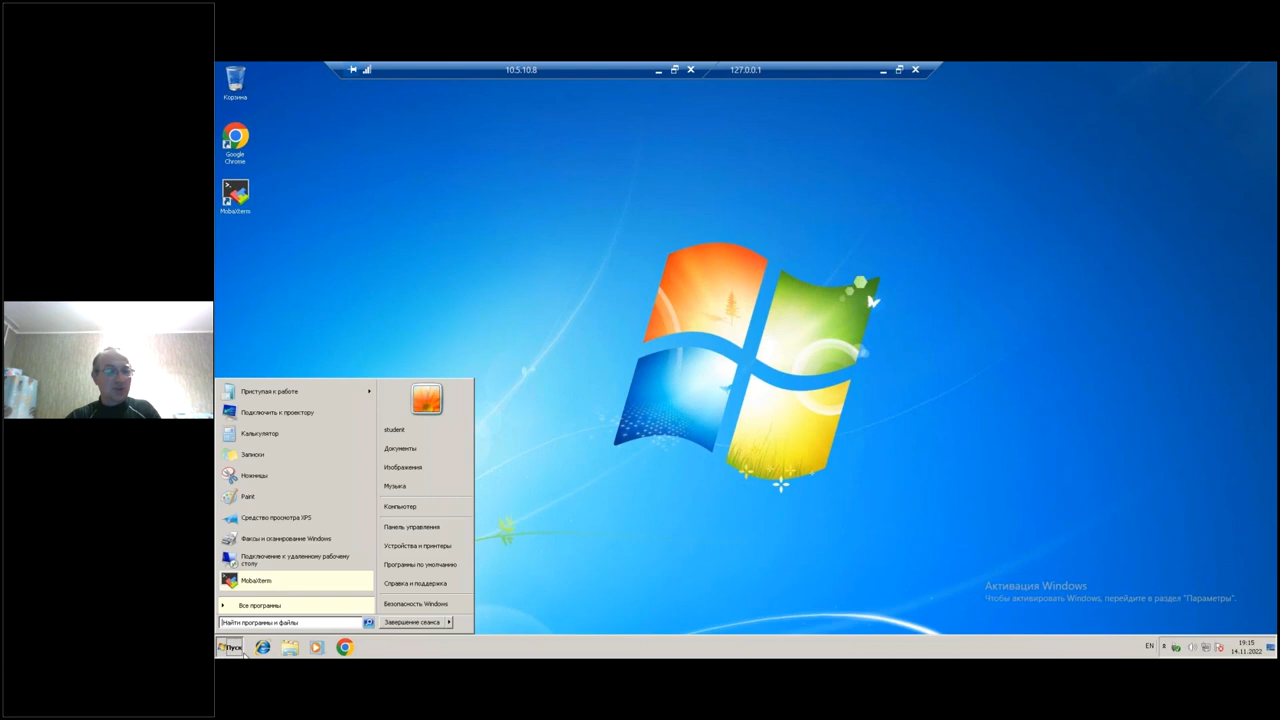 10.5.10.8
127.0.0.1
Корзина
Google
Chrome
MobaXterm
Приступая к работе
Подключить к проектору
Калькулятор
Записки
Ножницы
Paint
Средство просмотра XPS
Факсы и сканирование Windows
Подключение к удаленному рабочему
столу
MobaXterm
Все программы
Найти программы и файлы
student
Документы
Изображения
Музыка
Компьютер
Панель управления
Устройства и принтеры
Программы по умолчанию
Справка и поддержка
Безопасность Windows
Завершение сеанса
Активация Windows
Чтобы активировать Windows, перейдите в раздел "Параметры".
Пуск
EN
19:15
14.11.2022